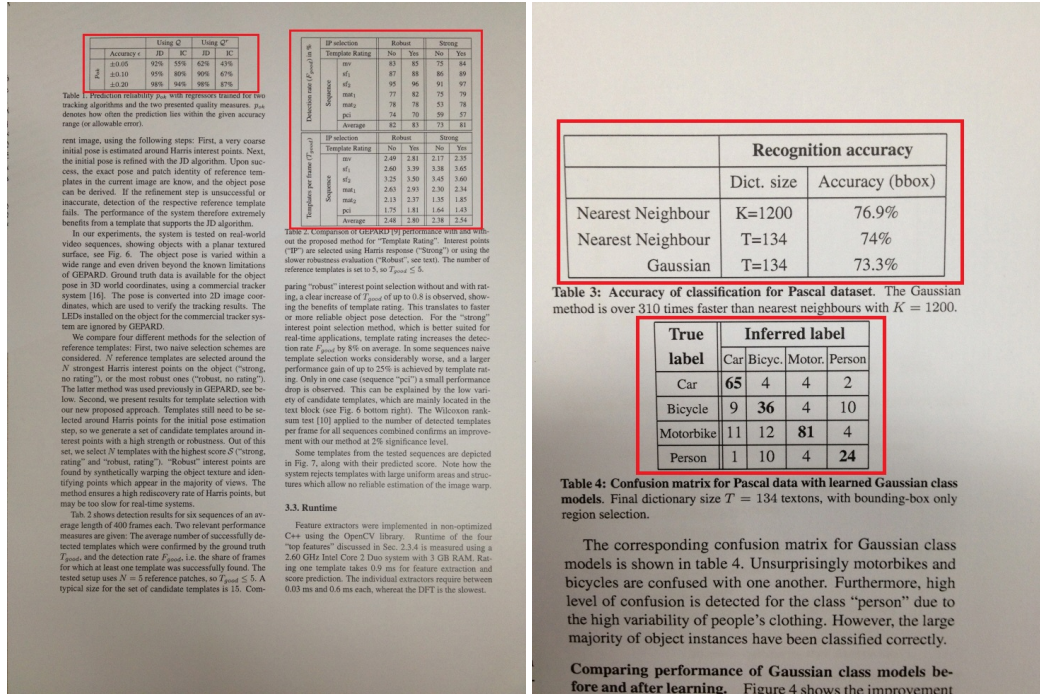 Using Q Using Q*
Accuracy ε JD IC JD IC
Pos ±0.05 92% 55% 62% 43%
±0.10 95% 80% 90% 67%
±0.20 98% 94% 98% 87%
Table 1. Prediction reliability with regressors trained for two
tracking algorithms and the two presented quality measures.
denotes how often the prediction lies within the given accuracy
range (or allowable error).
rent image, using the following steps: First, a very coarse
initial pose is estimated around Harris interest points. Next,
the initial pose is refined with the JD algorithm. Upon suc-
cess, the exact pose and patch identity of reference tem-
plates in the current image are know, and the object pose
can be derived. If the refinement step is unsuccessful or
inaccurate, detection of the respective reference template
fails. The performance of the system therefore extremely
benefits from a template that supports the JD algorithm.
In our experiments, the system is tested on real-world
video sequences, showing objects with a planar textured
surface, see Fig. 6. The object pose is varied within a
wide range and even driven beyond the known limitations
of GEPARD. Ground truth data is available for the object
pose in 3D world coordinates, using a commercial tracker
system [16]. The pose is converted into 2D image coor-
dinates, which are used to verify the tracking results. The
LEDs installed on the object for the commercial tracker sys-
tem are ignored by GEPARD.
We compare four different methods for the selection of
reference templates: First, two naive selection schemes are
considered. N reference templates are selected around the
N strongest Harris interest points on the object ("strong,
no rating"), or the most robust ones ("robust, no rating").
The latter method was used previously in GEPARD, see be-
low. Second, we present results for template selection with
our new proposed approach. Templates still need to be se-
lected around Harris points for the initial pose estimation
step, so we generate a set of candidate templates around in-
terest points with a high strength or robustness. Out of this
set, we select N templates with the highest score S ("strong,
rating" and "robust, rating"). "Robust" interest points are
found by synthetically warping the object texture and iden-
tifying points which appear in the majority of views. The
method ensures a high rediscovery rate of Harris points, but
may be too slow for real-time systems.
Tab. 2 shows detection results for six sequences of an av-
erage length of 400 frames each. Two relevant performance
measures are given: The average number of successfully de-
tected templates which were confirmed by the ground truth
T_good, and the detection rate F_good, i.e. the share of frames
for which at least one template was successfully found. The
tested setup uses N = 5 reference patches, so T_good ≤ 5. A
typical size for the set of candidate templates is 15. Com-
Detection rate (F_good) in %
IP selection Robust Strong
Template Rating No Yes No Yes
Sequence mv 83 85 75 84
sf₁ 87 88 86 89
sf₂ 95 96 91 97
mat₁ 77 82 75 79
mat₂ 78 78 53 78
pci 74 70 59 57
Average 82 83 73 81
Templates per frame (T_good)
IP selection Robust Strong
Template Rating No Yes No Yes
Sequence mv 2.49 2.81 2.17 2.35
sf₁ 2.60 3.39 3.38 3.65
sf₂ 3.25 3.50 3.45 3.60
mat₁ 2.63 2.93 2.30 2.34
mat₂ 2.13 2.37 1.35 1.85
pci 1.75 1.81 1.64 1.43
Average 2.48 2.80 2.38 2.54
Table 2. Comparison of GEPARD [9] performance with and with-
out the proposed method for "Template Rating". Interest points
("IP") are selected using Harris response ("Strong") or using the
slower robustness evaluation ("Robust", see text). The number of
reference templates is set to 5, so T_good ≤ 5.
paring "robust" interest point selection without and with rat-
ing, a clear increase of T_good of up to 0.8 is observed, show-
ing the benefits of template rating. This translates to faster
or more reliable object pose detection. For the "strong"
interest point selection method, which is better suited for
real-time applications, template rating increases the detec-
tion rate F_good by 8% on average. In some sequences naive
template selection works considerably worse, and a larger
performance gain of up to 25% is achieved by template rat-
ing. Only in one case (sequence "pci") a small performance
drop is observed. This can be explained by the low vari-
ety of candidate templates, which are mainly located in the
text block (see Fig. 6 bottom right). The Wilcoxon rank-
sum test [10] applied to the number of detected templates
per frame for all sequences combined confirms an improve-
ment with our method at 2% significance level.
Some templates from the tested sequences are depicted
in Fig. 7, along with their predicted score. Note how the
system rejects templates with large uniform areas and struc-
tures which allow no reliable estimation of the image warp.
3.3. Runtime
Feature extractors were implemented in non-optimized
C++ using the OpenCV library. Runtime of the four
"top features" discussed in Sec. 2.3.4 is measured using a
2.60 GHz Intel Core 2 Duo system with 3 GB RAM. Rat-
ing one template takes 0.9 ms for feature extraction and
score prediction. The individual extractors require between
0.03 ms and 0.6 ms each, whereat the DFT is the slowest.
Recognition accuracy
Dict. size Accuracy (bbox)
Nearest Neighbour K=1200 76.9%
Nearest Neighbour T=134 74%
Gaussian T=134 73.3%
Table 3: Accuracy of classification for Pascal dataset. The Gaussian
method is over 310 times faster than nearest neighbours with K = 1200.
True Inferred label
label Car Bicyc. Motor. Person
Car 65 4 4 2
Bicycle 9 36 4 10
Motorbike 11 12 81 4
Person 1 10 4 24
Table 4: Confusion matrix for Pascal data with learned Gaussian class
models. Final dictionary size T = 134 textons, with bounding-box only
region selection.
The corresponding confusion matrix for Gaussian class
models is shown in table 4. Unsurprisingly motorbikes and
bicycles are confused with one another. Furthermore, high
level of confusion is detected for the class "person" due to
the high variability of people's clothing. However, the large
majority of object instances have been classified correctly.
Comparing performance of Gaussian class models be-
fore and after learning. Figure 4 shows the improvement